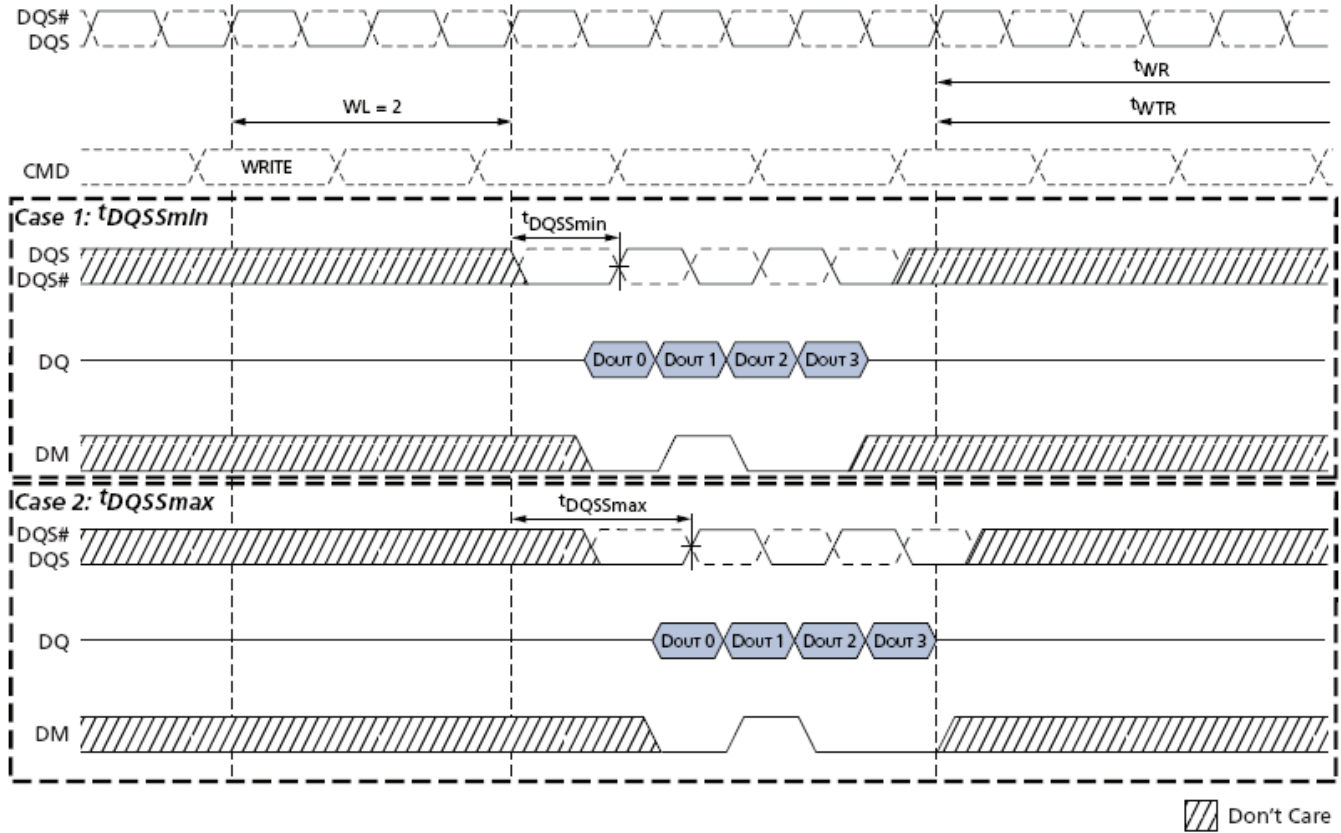 DQS#
DQS
tWR
WL = 2
tWTR
CMD
WRITE
Case 1: tDQSSmin
tDQSSmin
DQS
DQS#
DQ
DOUT 0
DOUT 1
DOUT 2
DOUT 3
DM
Case 2: tDQSSmax
tDQSSmax
DQS#
DQS
DQ
DOUT 0
DOUT 1
DOUT 2
DOUT 3
DM
Don't Care